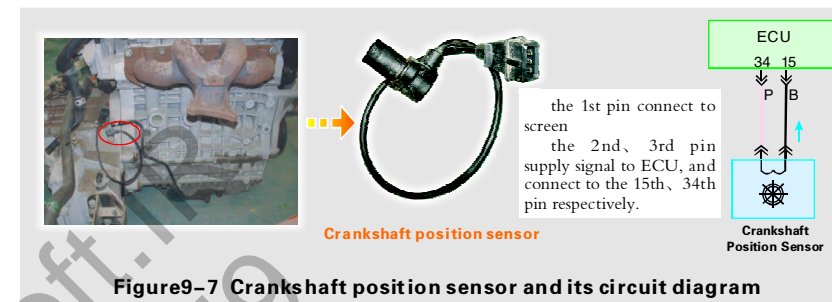 ECU
34 15
P B
the 1st pin connect to
screen
the 2nd、 3rd pin
supply signal to ECU, and
connect to the 15th、34th
pin respectively.
Crankshaft position sensor
Crankshaft
Position Sensor
Figure9-7 Crankshaft position sensor and its circuit diagram